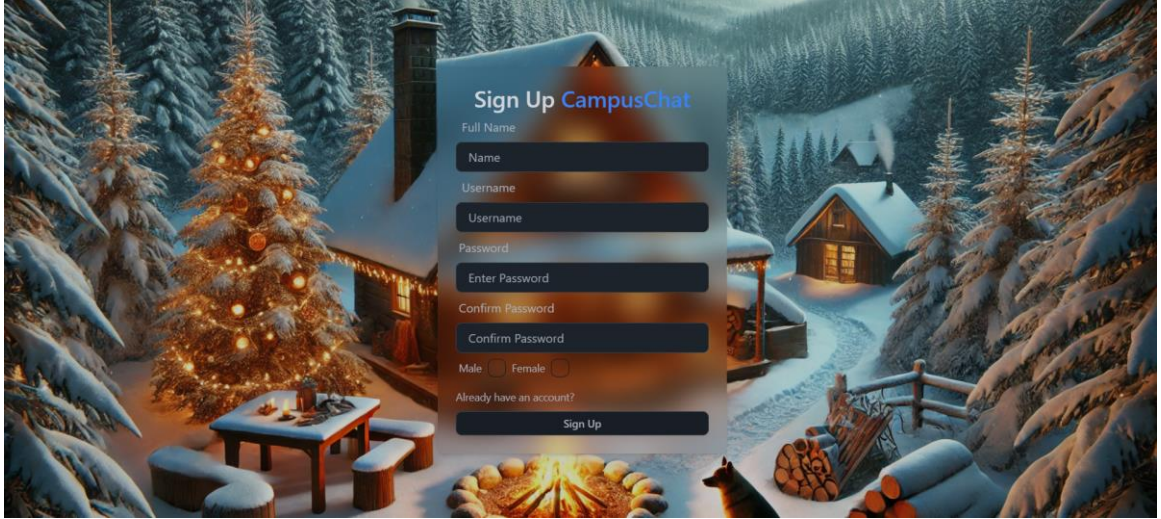 Sign Up CampusChat
Full Name
Name
Username
Username
Password
Enter Password
Confirm Password
Confirm Password
Male Female
Already have an account?
Sign Up